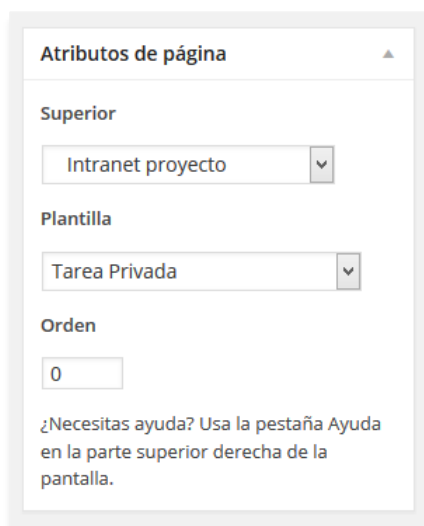 Atributos de página
Superior
Intranet proyecto
Plantilla
Tarea Privada
Orden
0
¿Necesitas ayuda? Usa la pestaña Ayuda
en la parte superior derecha de la
pantalla.